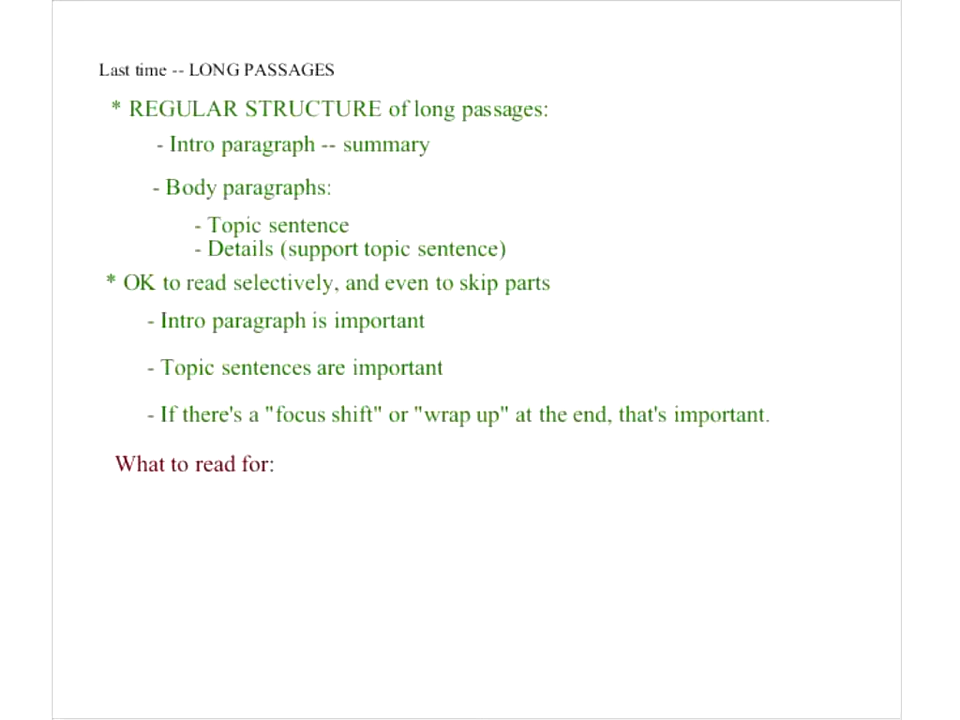 Last time -- LONG PASSAGES
* REGULAR STRUCTURE of long passages:
- Intro paragraph -- summary
- Body paragraphs:
- Topic sentence
- Details (support topic sentence)
* OK to read selectively, and even to skip parts
- Intro paragraph is important
- Topic sentences are important
- If there's a "focus shift" or "wrap up" at the end, that's important.
What to read for: